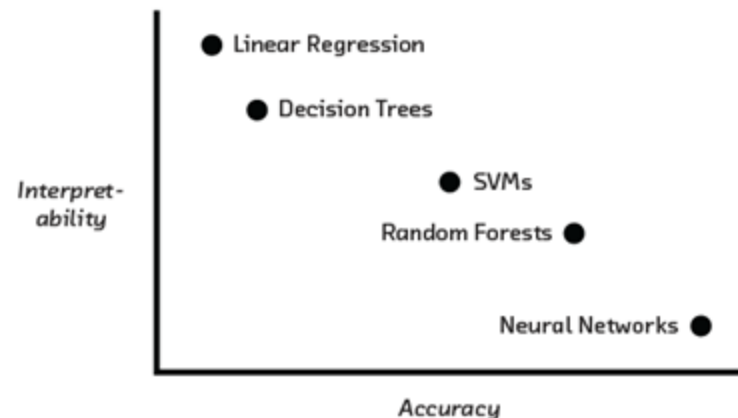 Linear Regression
Decision Trees
SVMs
Interpret-
ability
Random Forests
Neural Networks
Accuracy